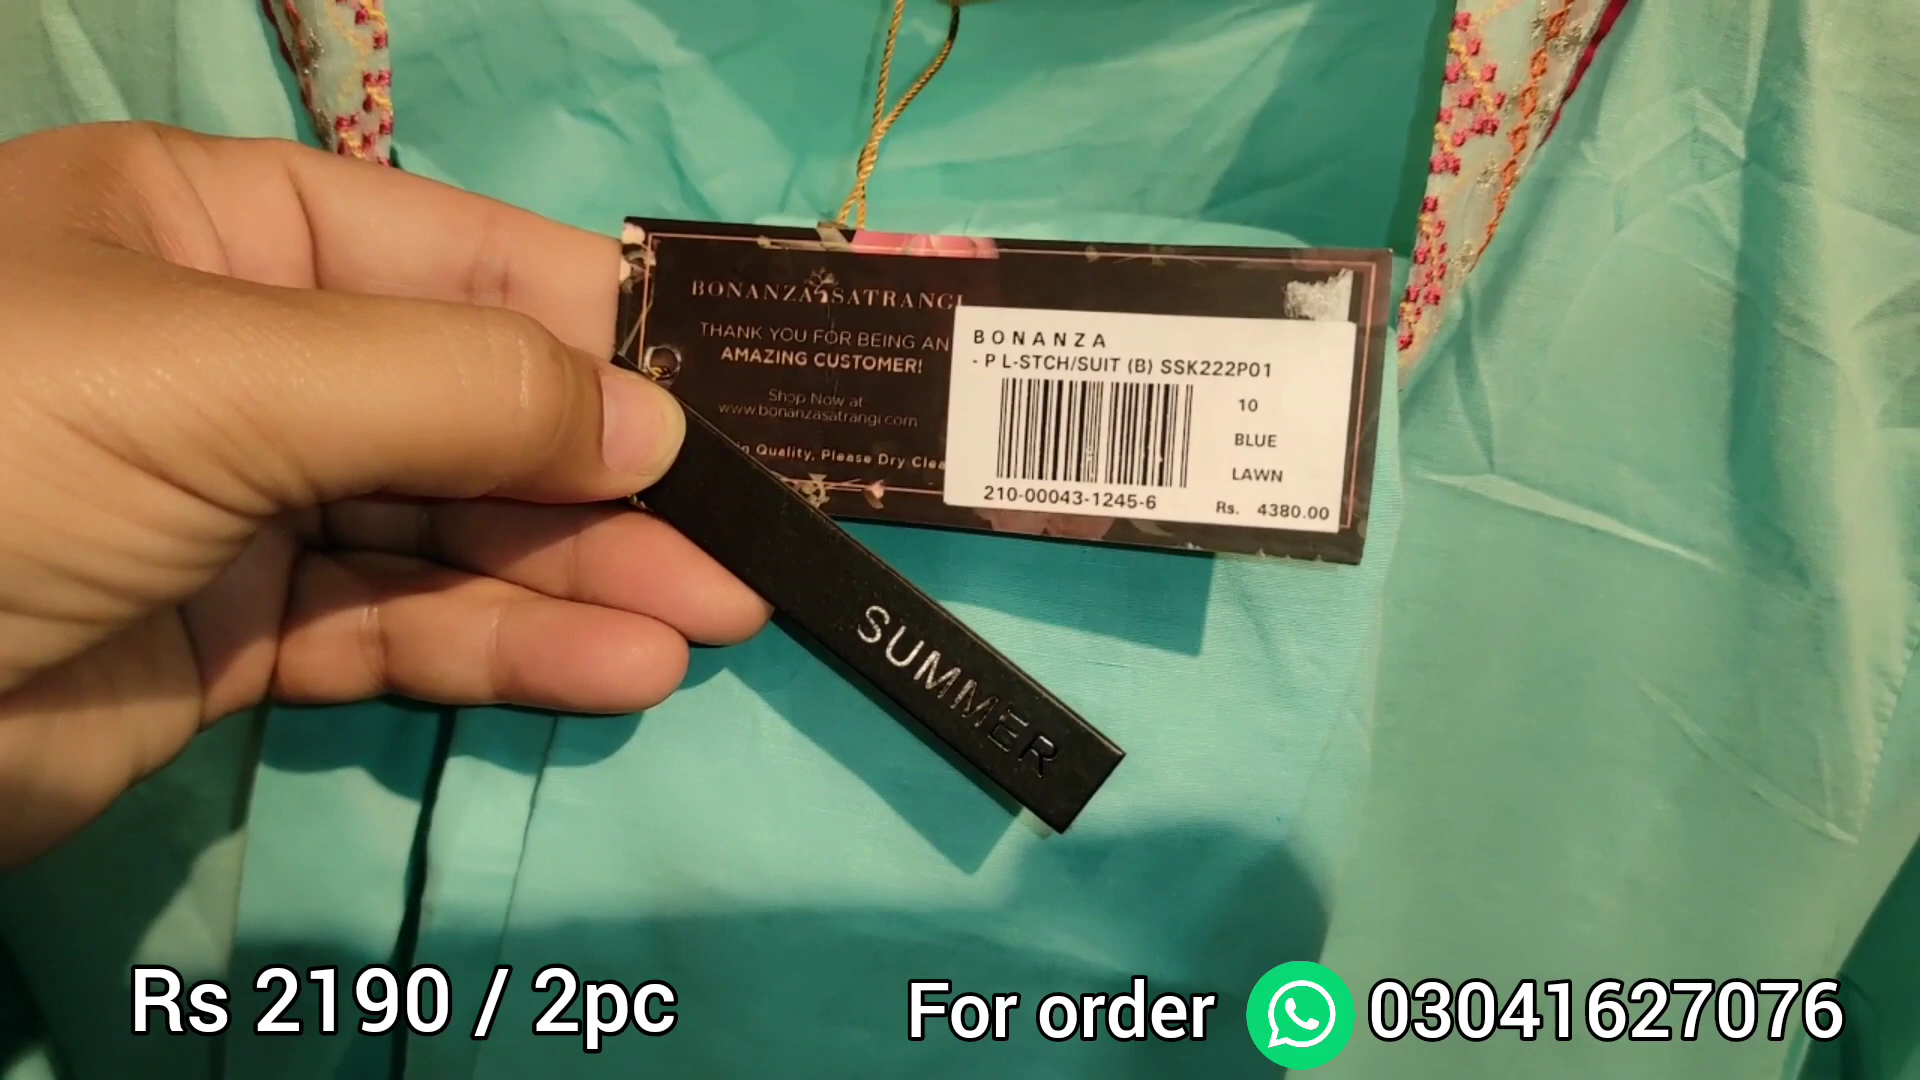 BONANZA SATRANGI
THANK YOU FOR BEING AN
AMAZING CUSTOMER!
Shop Now at
www.bonanzasatrangi.com
Quality, Please Dry Clea
BONANZA
- P L-STCH/SUIT (B) SSK222P01
10
BLUE
LAWN
210-00043-1245-6
Rs. 4380.00
SUMMER
Rs 2190 / 2pc
For order 03041627076